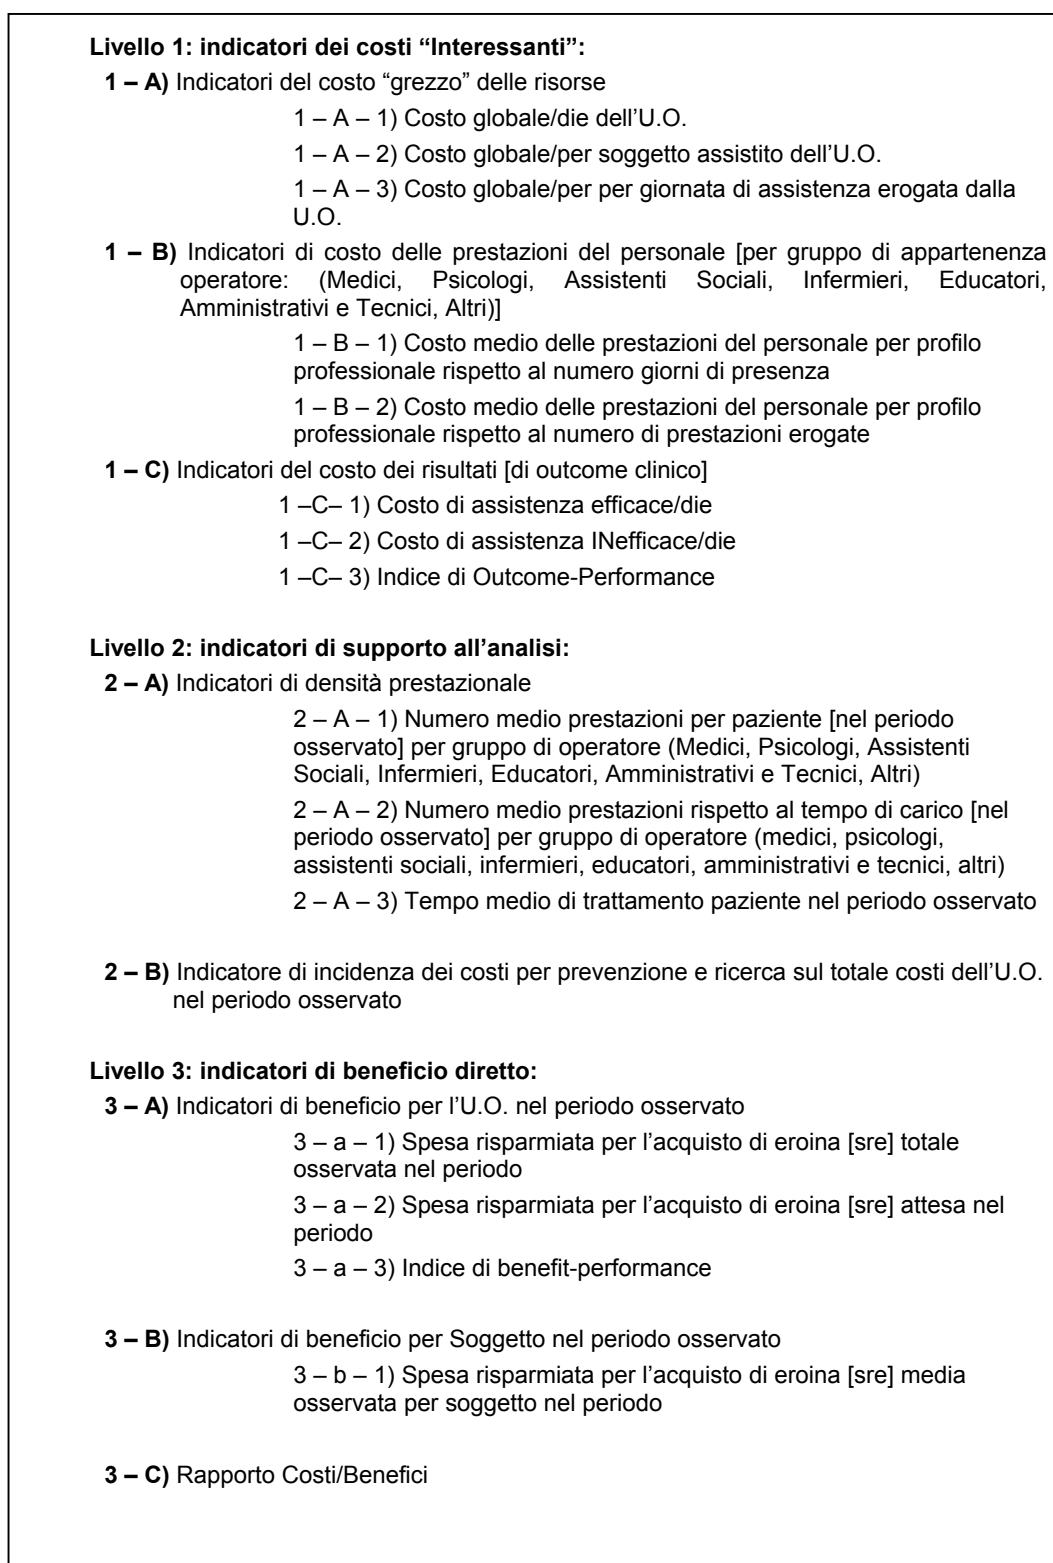 Livello 1: indicatori dei costi “Interessanti”:
1 – A) Indicatori del costo “grezzo” delle risorse
1 – A – 1) Costo globale/die dell’U.O.
1 – A – 2) Costo globale/per soggetto assistito dell’U.O.
1 – A – 3) Costo globale/per per giornata di assistenza erogata dalla
U.O.
1 – B) Indicatori di costo delle prestazioni del personale [per gruppo di appartenenza
operatore: (Medici, Psicologi, Assistenti Sociali, Infermieri, Educatori,
Amministrativi e Tecnici, Altri)]
1 – B – 1) Costo medio delle prestazioni del personale per profilo
professionale rispetto al numero giorni di presenza
1 – B – 2) Costo medio delle prestazioni del personale per profilo
professionale rispetto al numero di prestazioni erogate
1 – C) Indicatori del costo dei risultati [di outcome clinico]
1 –C– 1) Costo di assistenza efficace/die
1 –C– 2) Costo di assistenza INefficace/die
1 –C– 3) Indice di Outcome-Performance
Livello 2: indicatori di supporto all’analisi:
2 – A) Indicatori di densità prestazionale
2 – A – 1) Numero medio prestazioni per paziente [nel periodo
osservato] per gruppo di operatore (Medici, Psicologi, Assistenti
Sociali, Infermieri, Educatori, Amministrativi e Tecnici, Altri)
2 – A – 2) Numero medio prestazioni rispetto al tempo di carico [nel
periodo osservato] per gruppo di operatore (medici, psicologi,
assistenti sociali, infermieri, educatori, amministrativi e tecnici, altri)
2 – A – 3) Tempo medio di trattamento paziente nel periodo osservato
2 – B) Indicatore di incidenza dei costi per prevenzione e ricerca sul totale costi dell’U.O.
nel periodo osservato
Livello 3: indicatori di beneficio diretto:
3 – A) Indicatori di beneficio per l’U.O. nel periodo osservato
3 – a – 1) Spesa risparmiata per l’acquisto di eroina [sre] totale
osservata nel periodo
3 – a – 2) Spesa risparmiata per l’acquisto di eroina [sre] attesa nel
periodo
3 – a – 3) Indice di benefit-performance
3 – B) Indicatori di beneficio per Soggetto nel periodo osservato
3 – b – 1) Spesa risparmiata per l’acquisto di eroina [sre] media
osservata per soggetto nel periodo
3 – C) Rapporto Costi/Benefici